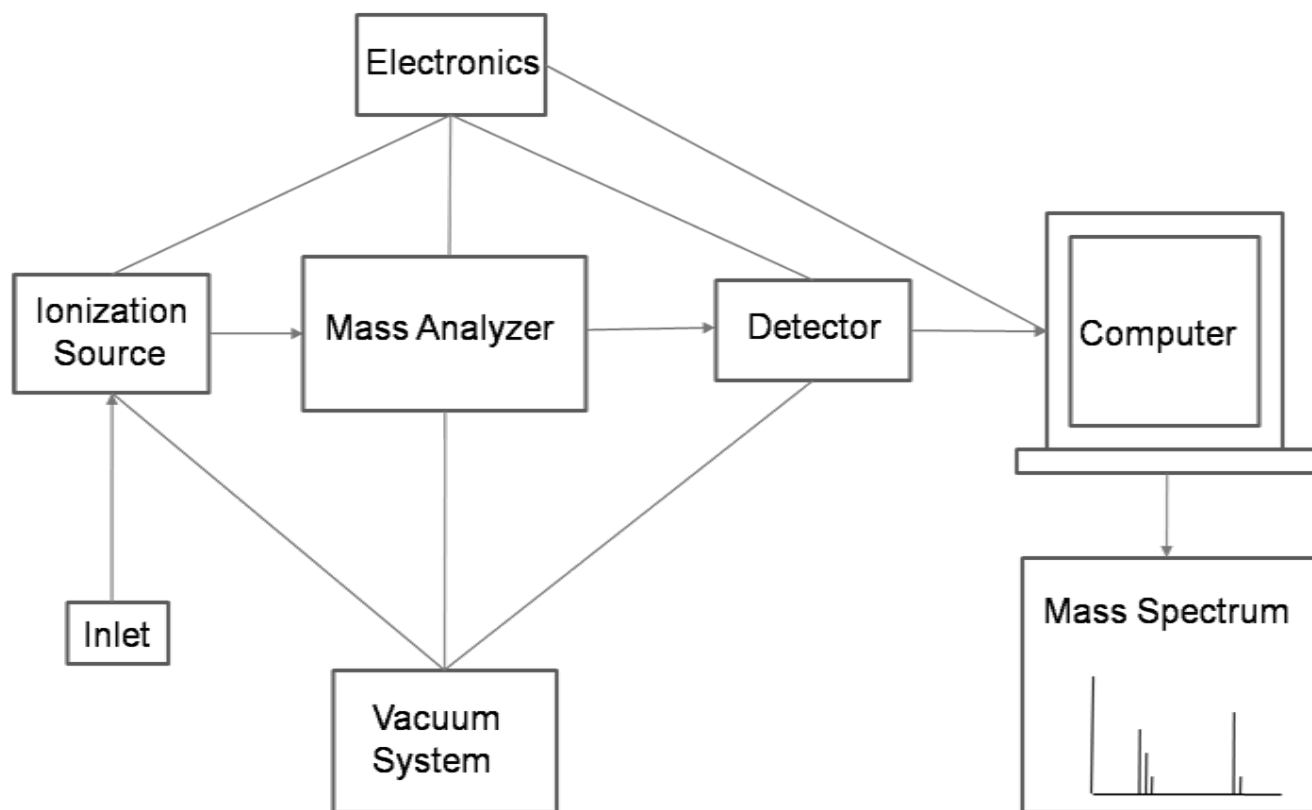 Electronics
Ionization
Source
Mass Analyzer
Detector
Computer
Inlet
Mass Spectrum
Vacuum
System